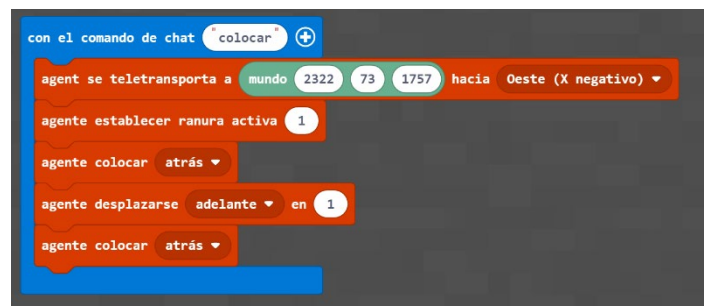 con el comando de chat "colocar"
agent se teletransporta a mundo 2322 73 1757 hacia Oeste (X negativo)
agente establecer ranura activa 1
agente colocar atrás
agente desplazarse adelante en 1
agente colocar atrás